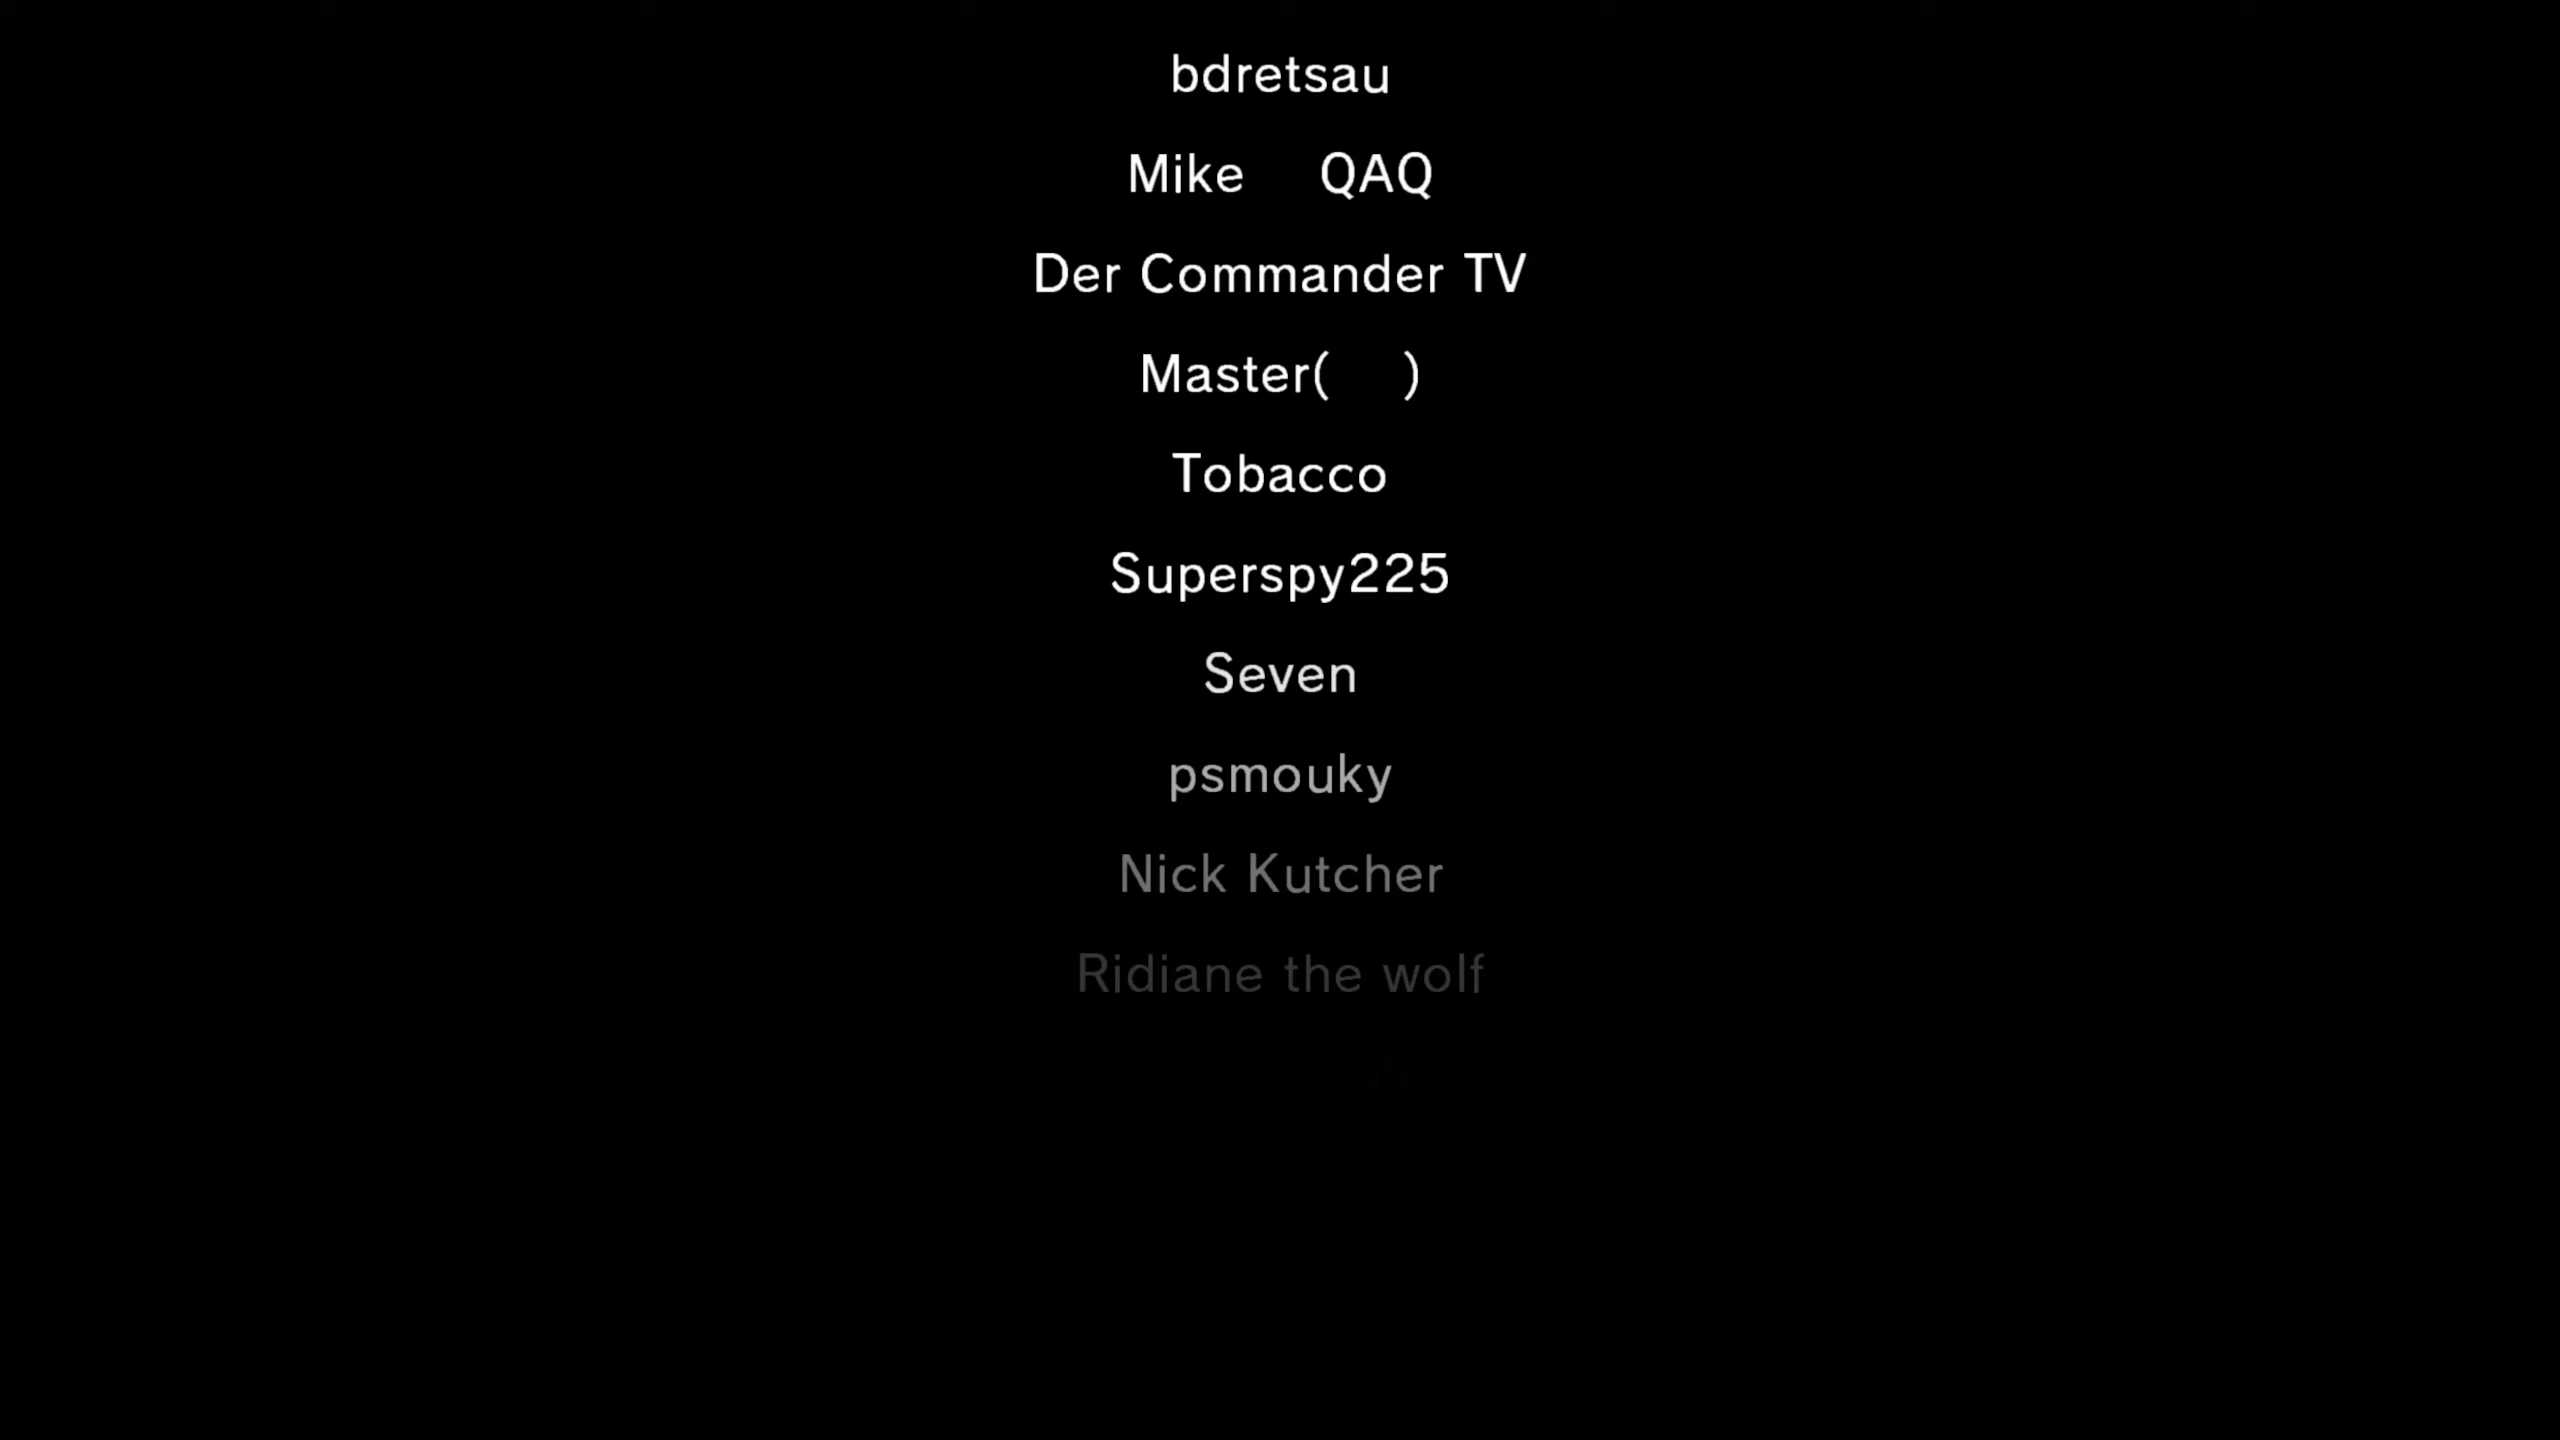 bdretsau
Mike    QAQ
Der Commander TV
Master(    )
Tobacco
Superspy225
Seven
psmouky
Nick Kutcher
Ridiane the wolf